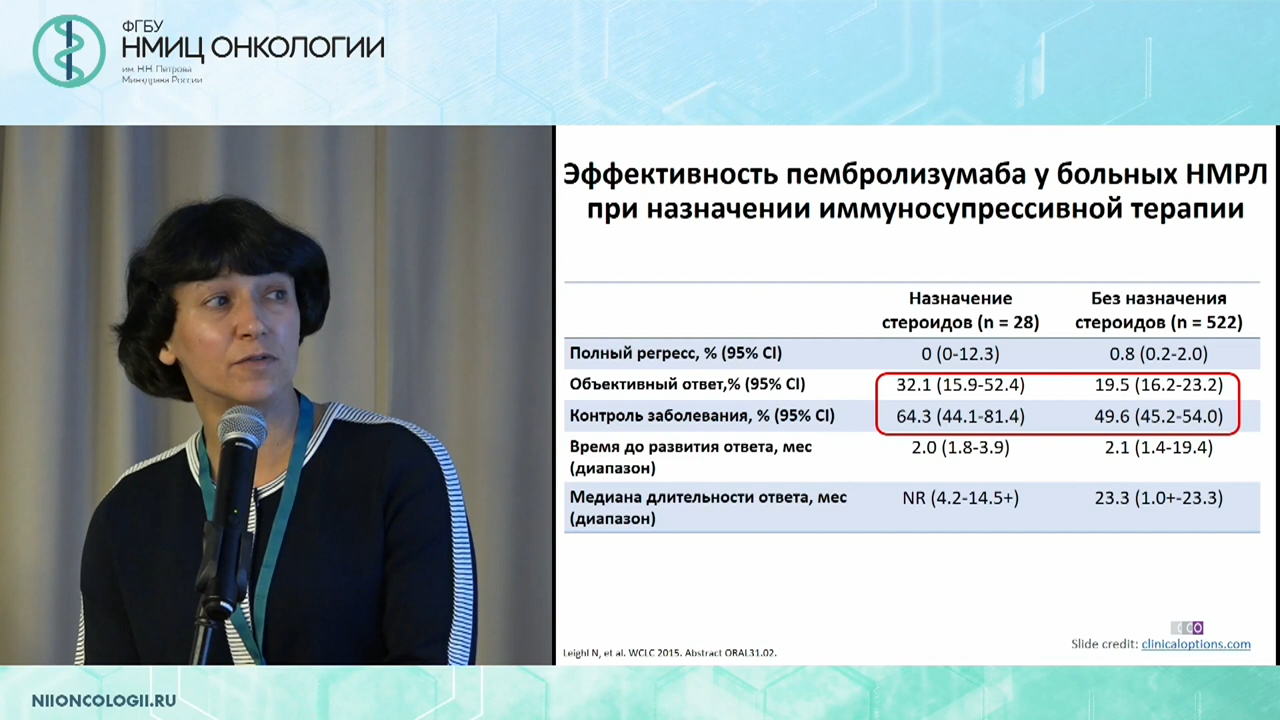 ФГБУ
НМИЦ ОНКОЛОГИИ
им. Н.Н. Петрова
Минздрава России
Эффективность пембролизумаба у больных НМРЛ
при назначении иммуносупрессивной терапии
Назначение
стероидов (n = 28)
Без назначения
стероидов (n = 522)
Полный регресс, % (95% CI) 0 (0-12.3) 0.8 (0.2-2.0)
Объективный ответ,% (95% CI) 32.1 (15.9-52.4) 19.5 (16.2-23.2)
Контроль заболевания, % (95% CI) 64.3 (44.1-81.4) 49.6 (45.2-54.0)
Время до развития ответа, мес 2.0 (1.8-3.9) 2.1 (1.4-19.4)
(диапазон)
Медиана длительности ответа, мес NR (4.2-14.5+) 23.3 (1.0+-23.3)
(диапазон)
CCO
Slide credit: clinicaloptions.com
Leighl N, et al. WCLC 2015. Abstract ORAL31.02.
NIIONCOLOGII.RU